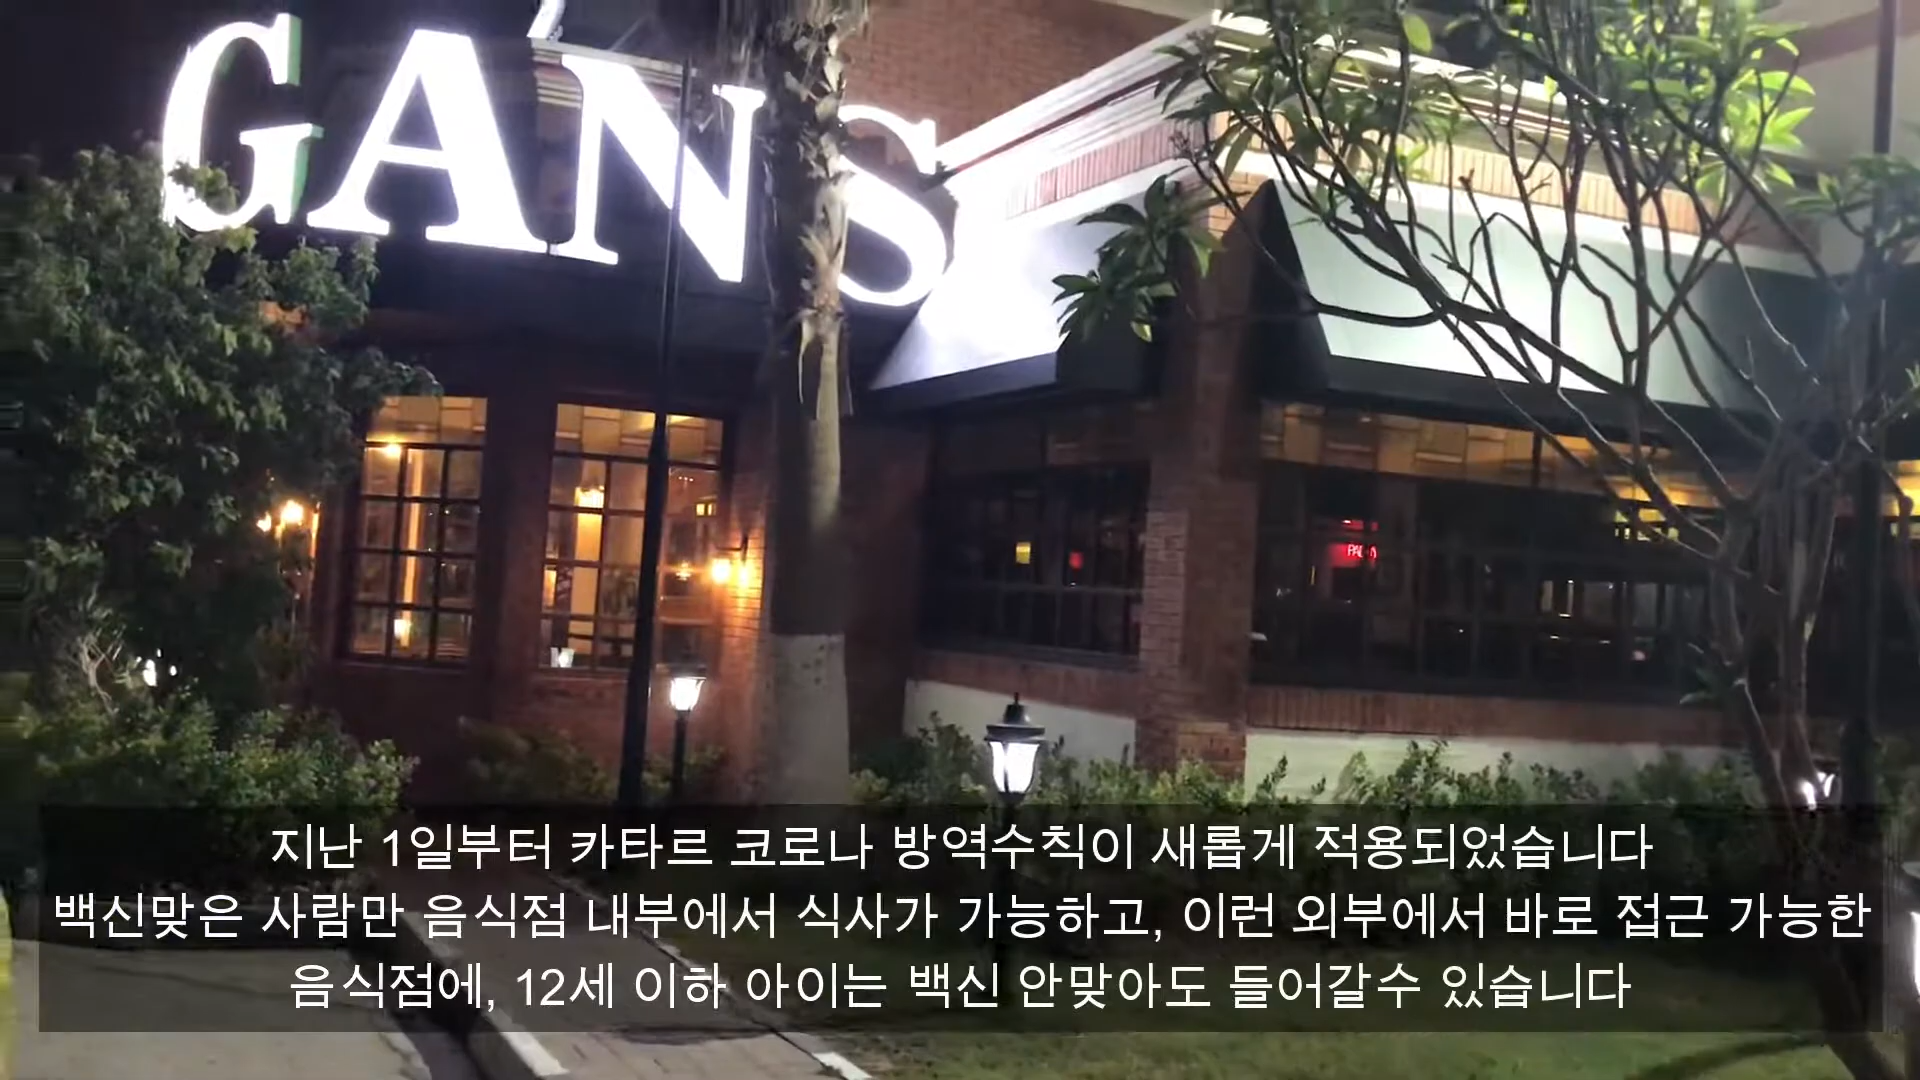 GANS
PATIO
지난 1일부터 카타르 코로나 방역수칙이 새롭게 적용되었습니다
백신맞은 사람만 음식점 내부에서 식사가 가능하고, 이런 외부에서 바로 접근 가능한
음식점에, 12세 이하 아이는 백신 안맞아도 들어갈수 있습니다